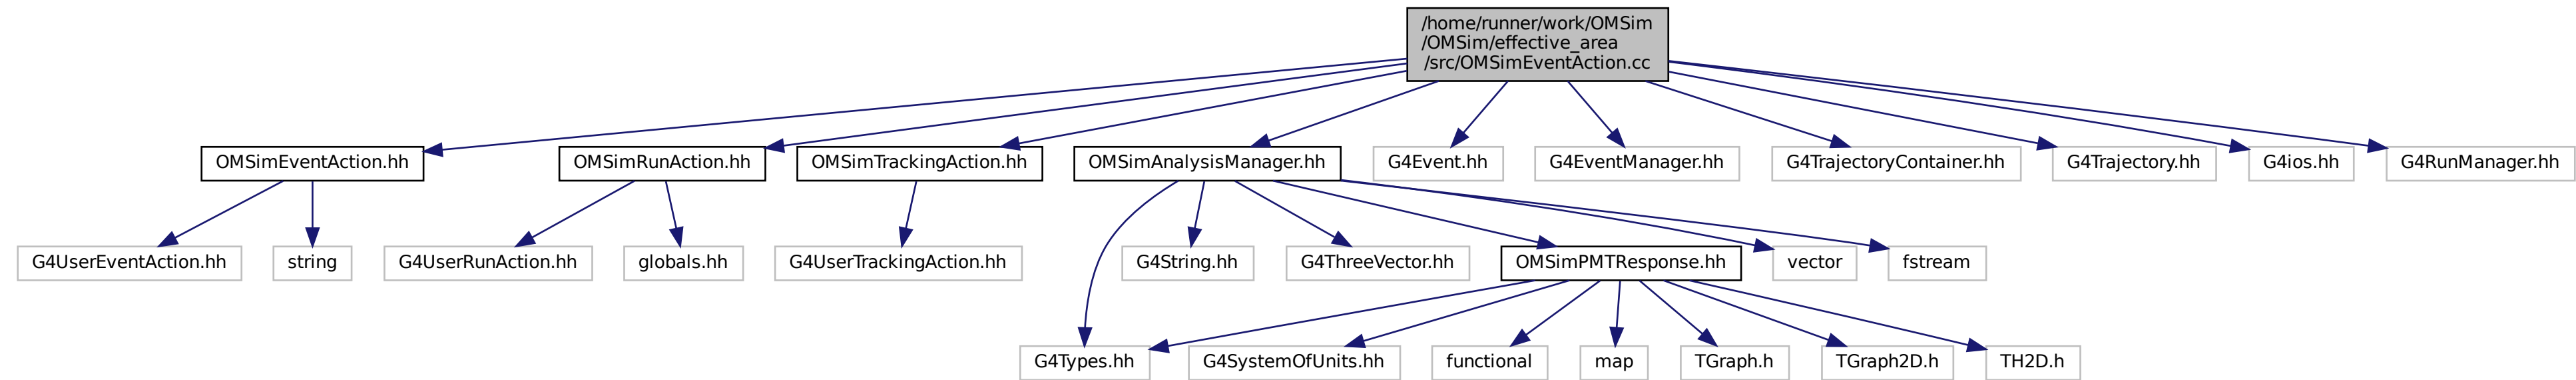 /home/runner/work/OMSim
/OMSim/effective_area
/src/OMSimEventAction.cc
OMSimEventAction.hh
OMSimRunAction.hh
OMSimTrackingAction.hh
OMSimAnalysisManager.hh
G4Event.hh
G4EventManager.hh
G4TrajectoryContainer.hh
G4Trajectory.hh
G4ios.hh
G4RunManager.hh
G4UserEventAction.hh
string
G4UserRunAction.hh
globals.hh
G4UserTrackingAction.hh
G4String.hh
G4ThreeVector.hh
OMSimPMTResponse.hh
vector
fstream
G4Types.hh
G4SystemOfUnits.hh
functional
map
TGraph.h
TGraph2D.h
TH2D.h